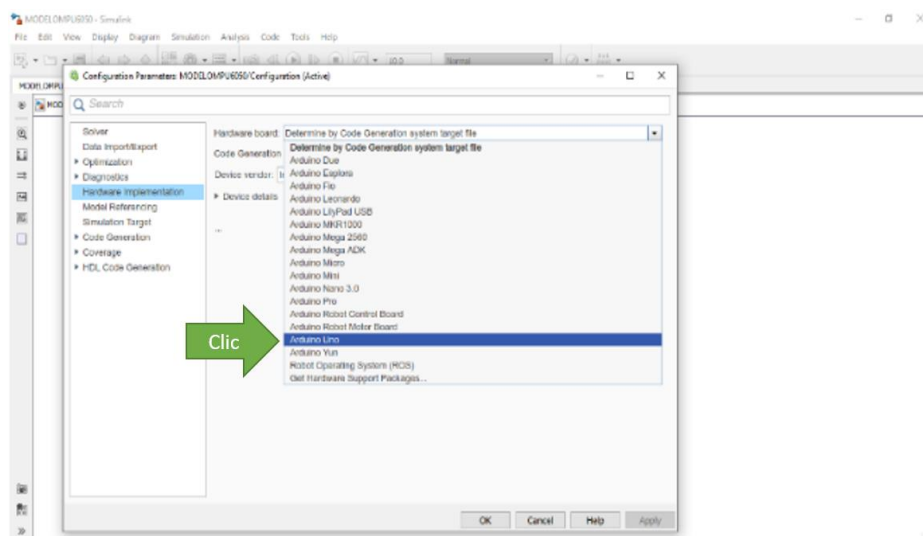 MODELOMPU6050 - Simulink
File Edit View Display Diagram Simulation Analysis Code Tools Help
10.0 Normal
MODELOMPU
MOD
Configuration Parameters: MODELOMPU6050/Configuration (Active)
Search
Solver
Data Import/Export
Optimization
Diagnostics
Hardware Implementation
Model Referencing
Simulation Target
Code Generation
Coverage
HDL Code Generation
Hardware board: Determine by Code Generation system target file
Code Generation
Device vendor:
Device details
...
Determine by Code Generation system target file
Arduino Due
Arduino Esplora
Arduino Fio
Arduino Leonardo
Arduino LilyPad USB
Arduino MKR1000
Arduino Mega 2560
Arduino Mega ADK
Arduino Micro
Arduino Mini
Arduino Nano 3.0
Arduino Pro
Arduino Robot Control Board
Arduino Robot Motor Board
Arduino Uno
Arduino Yun
Robot Operating System (ROS)
Get Hardware Support Packages...
Clic
OK Cancel Help Apply